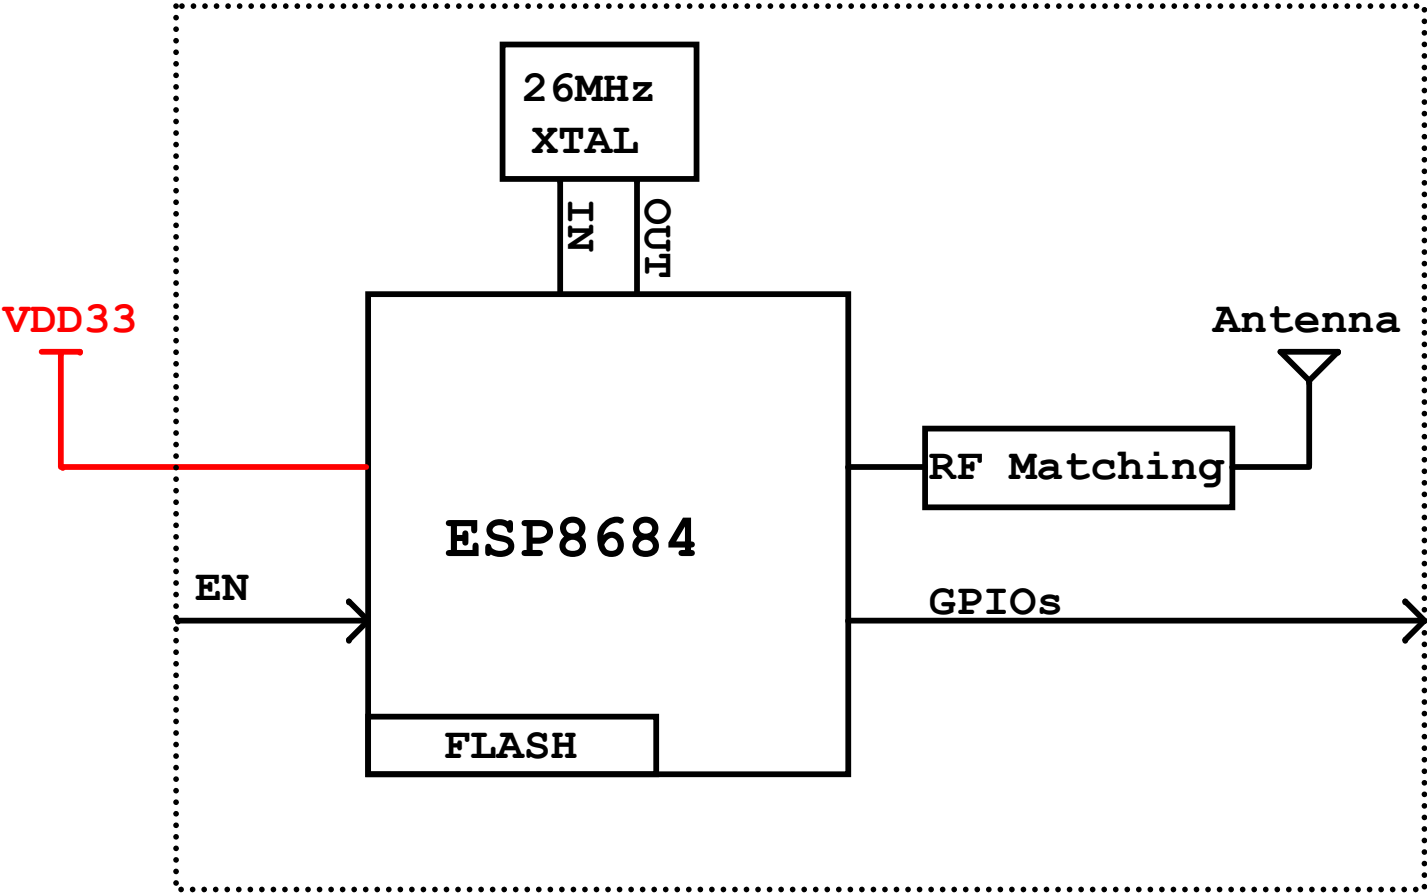 26MHz
XTAL
IN
OUT
VDD33
Antenna
RF Matching
ESP8684
EN
GPIOs
FLASH